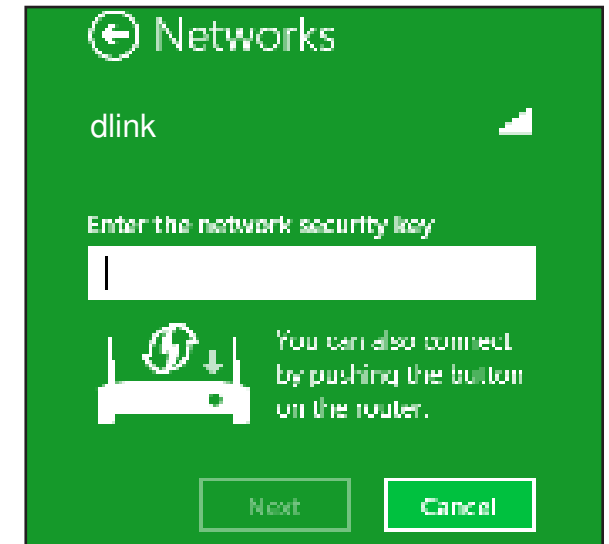 Networks
dlink
Enter the network security key
You can also connect
by pushing the button
on the router.
Next
Cancel